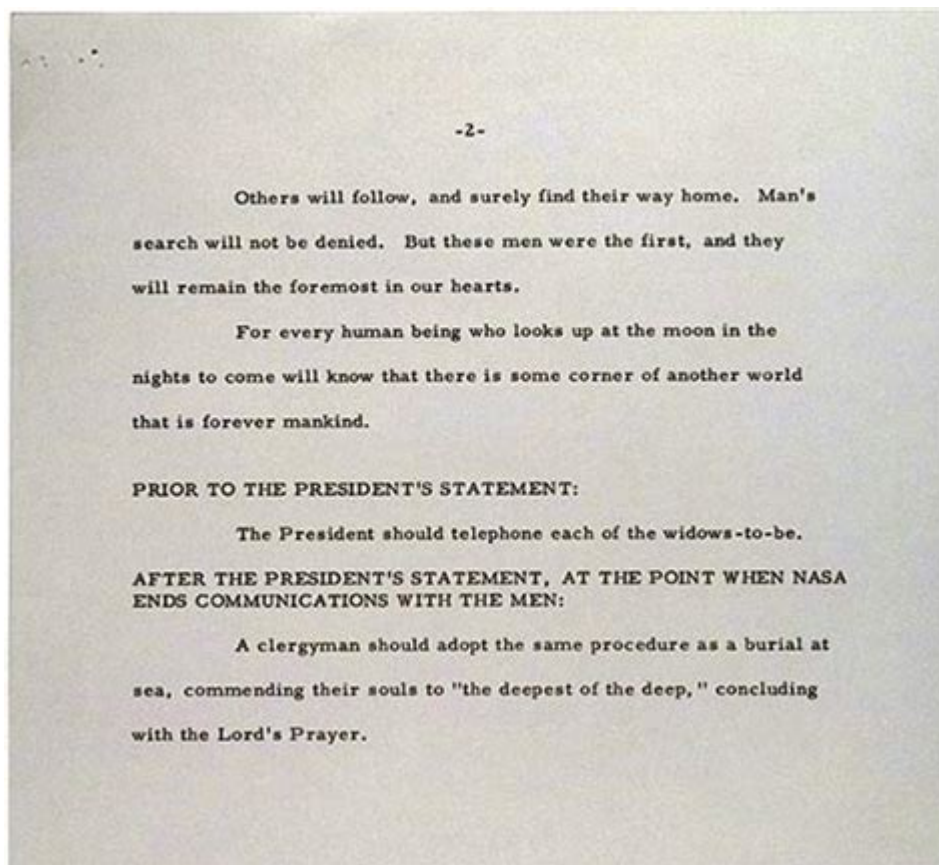 -2-
Others will follow, and surely find their way home. Man's
search will not be denied. But these men were the first, and they
will remain the foremost in our hearts.
For every human being who looks up at the moon in the
nights to come will know that there is some corner of another world
that is forever mankind.
PRIOR TO THE PRESIDENT'S STATEMENT:
The President should telephone each of the widows-to-be.
AFTER THE PRESIDENT'S STATEMENT, AT THE POINT WHEN NASA
ENDS COMMUNICATIONS WITH THE MEN:
A clergyman should adopt the same procedure as a burial at
sea, commending their souls to "the deepest of the deep," concluding
with the Lord's Prayer.